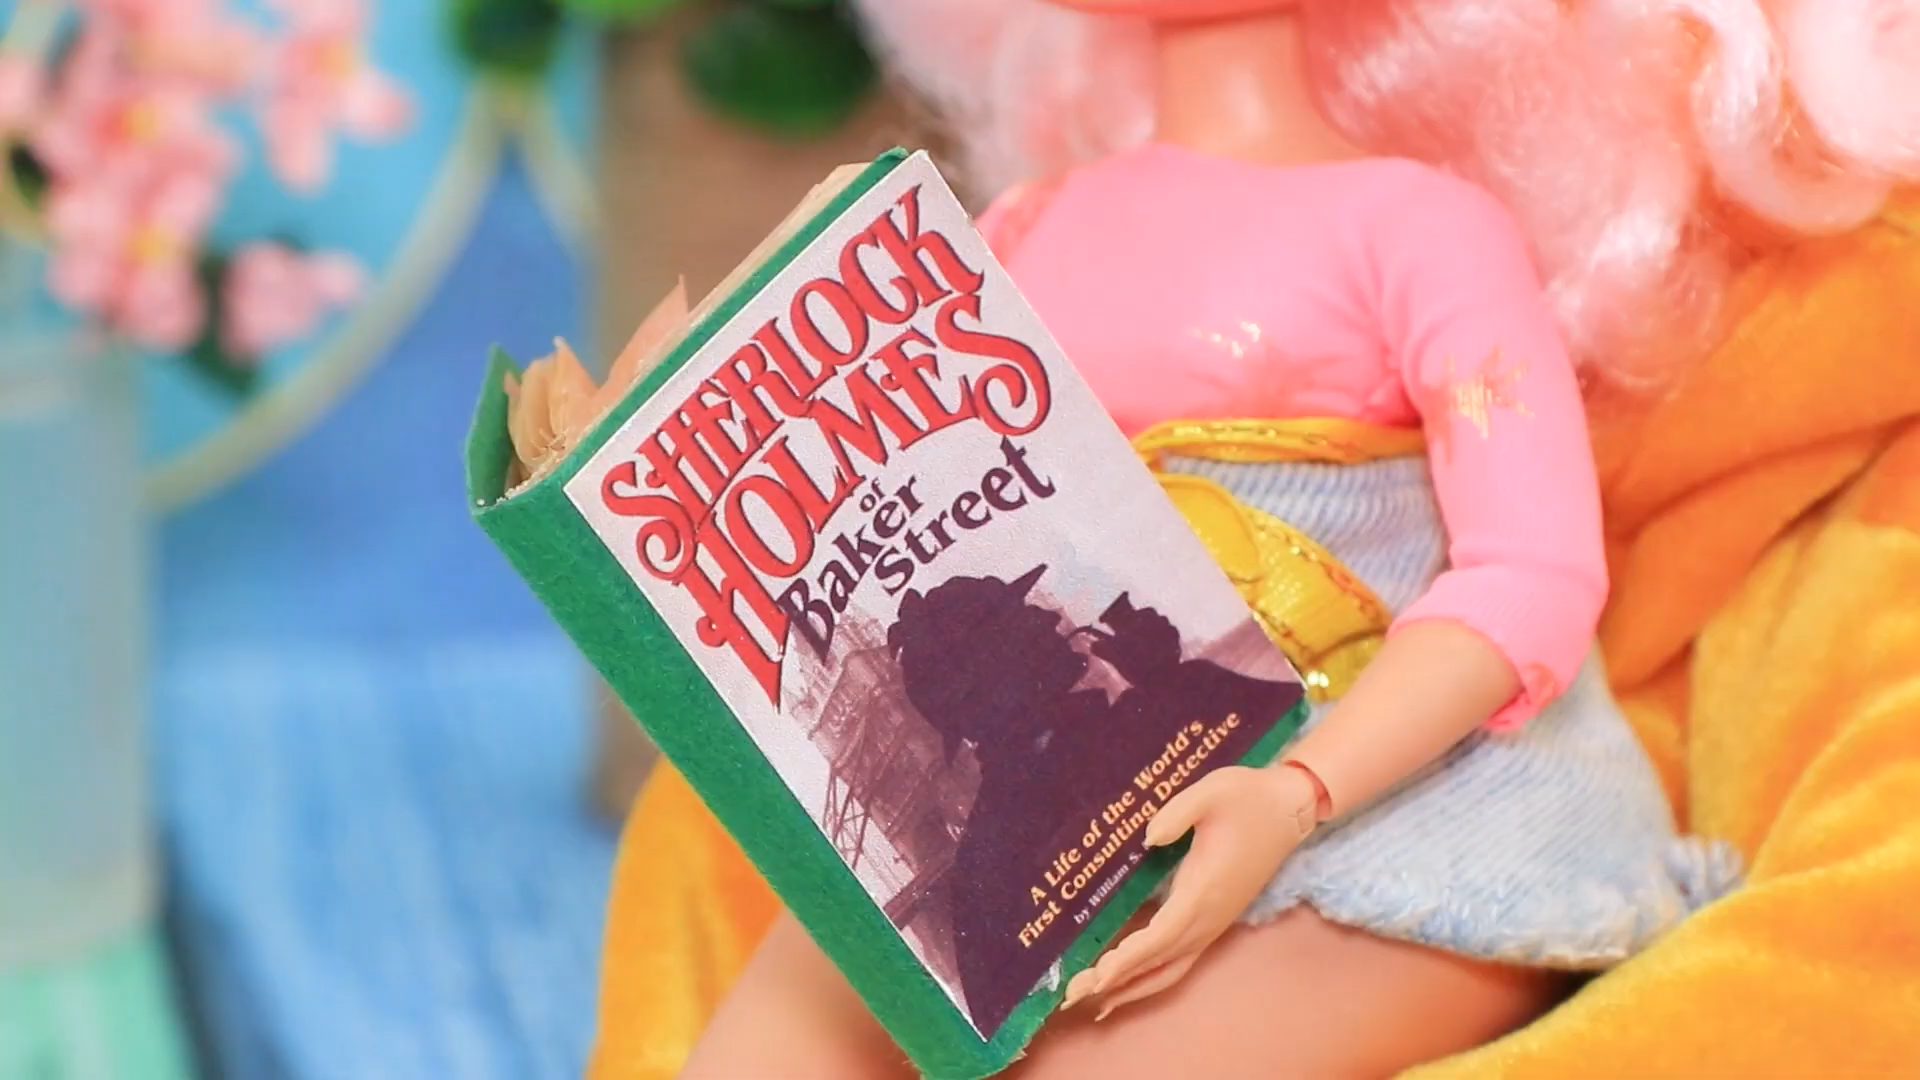 SHERLOCK
HOLMES
of
Baker
Street
A Life of the World's
First Consulting Detective
by William S.